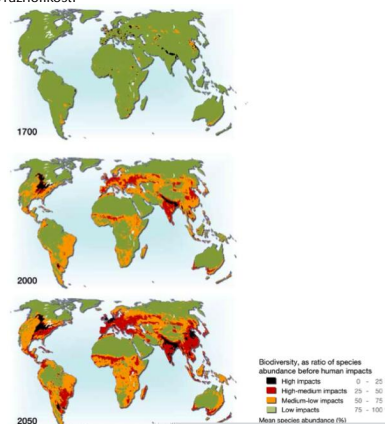 1700
2000
2050
Biodiversity, as ratio of species
abundance before human impacts
High impacts 0 - 25
High-medium impacts 25 - 50
Medium-low impacts 50 - 75
Low impacts 75 - 100
Mean species abundance (%)